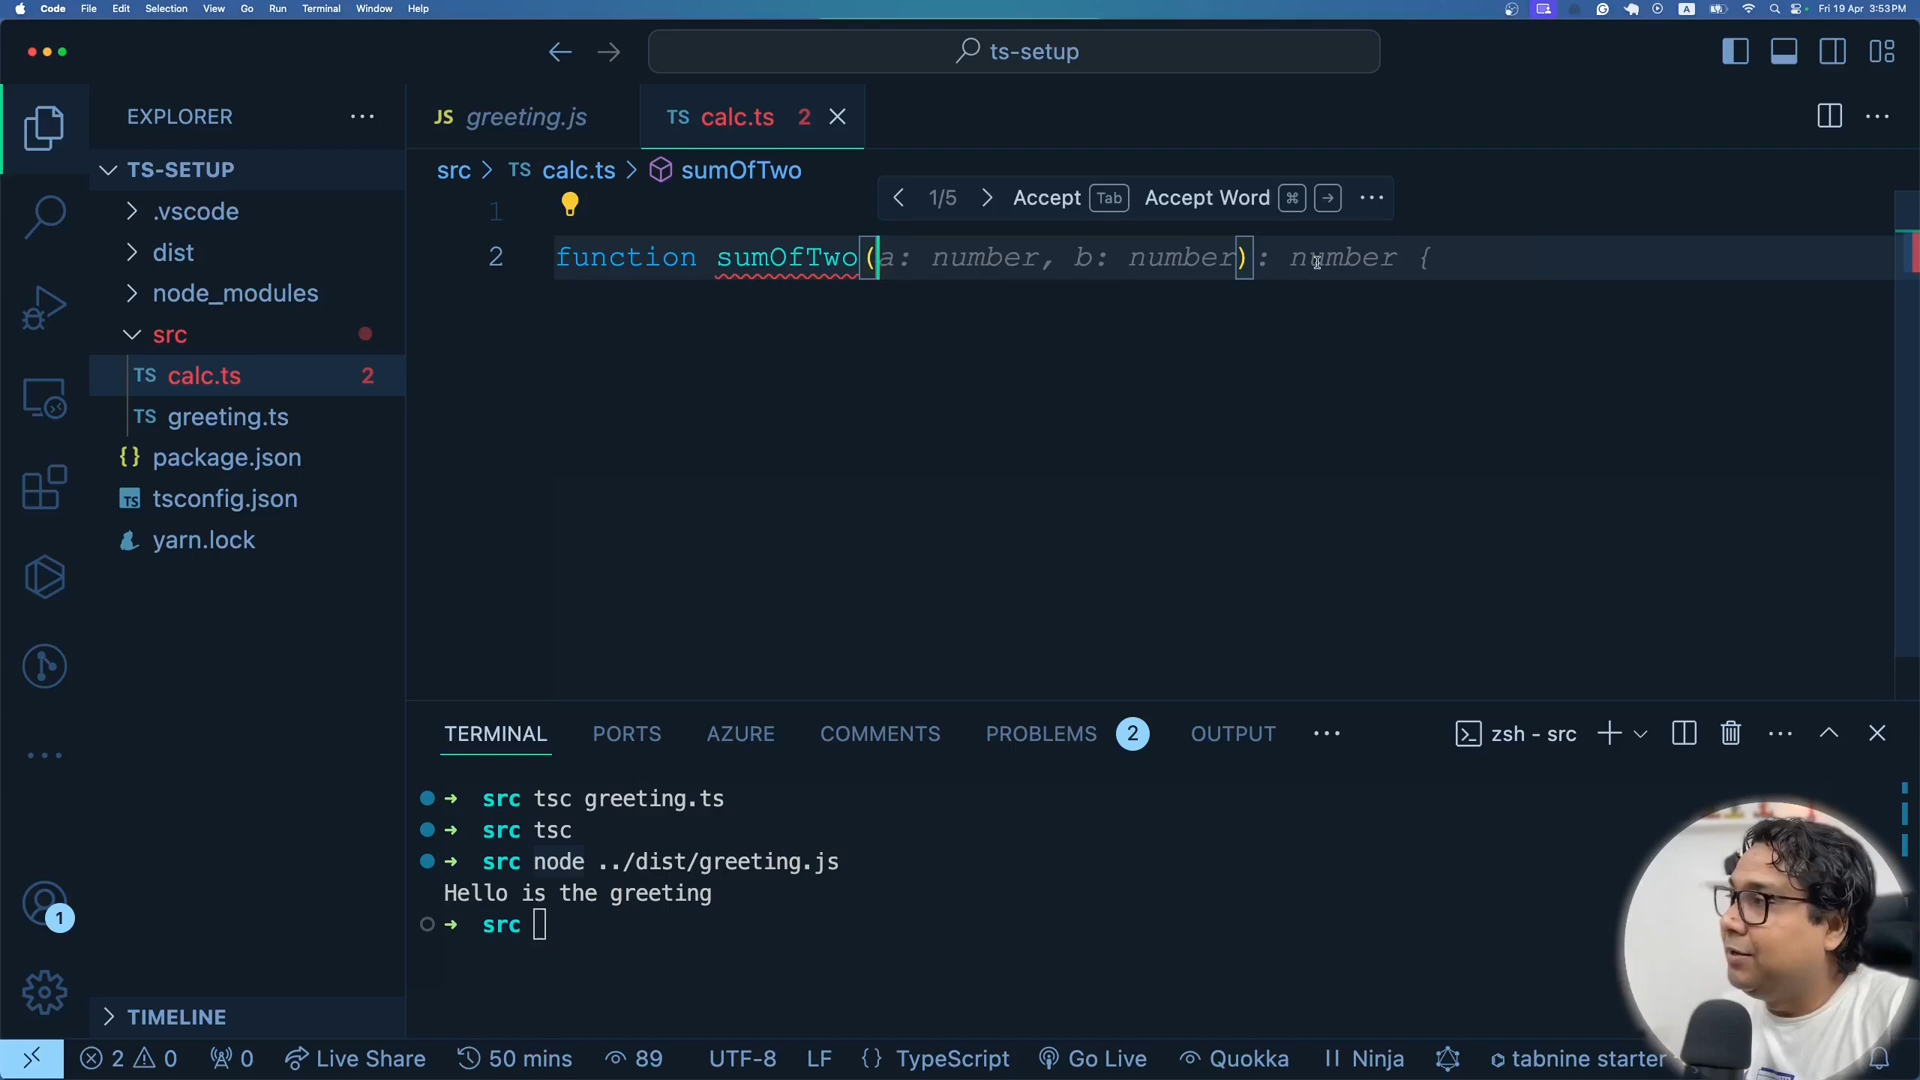 Code File Edit Selection View Go Run Terminal Window Help
A
Fri 19 Apr 3:53PM
ts-setup
EXPLORER
JS greeting.js
TS calc.ts 2
TS-SETUP
src > TS calc.ts > sumOfTwo
1/5 Accept Tab Accept Word ⌘ →
.vscode
dist
node_modules
src
TS calc.ts 2
TS greeting.ts
{} package.json
TS tsconfig.json
yarn.lock
1
2 function sumOfTwo(a: number, b: number): number {
TERMINAL PORTS AZURE COMMENTS PROBLEMS 2 OUTPUT
zsh - src
➜ src tsc greeting.ts
➜ src tsc
➜ src node ../dist/greeting.js
Hello is the greeting
➜ src
1
TIMELINE
2 0 0 Live Share 50 mins 89 UTF-8 LF {} TypeScript Go Live Quokka Ninja tabnine starter